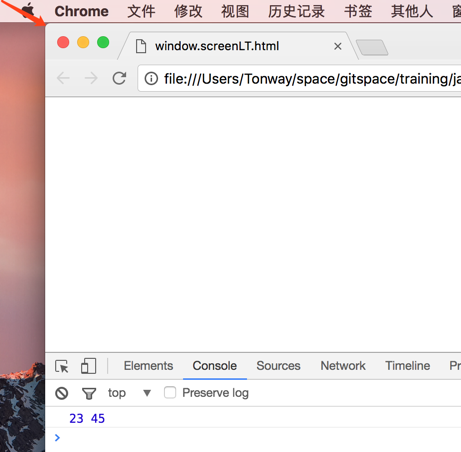 Chrome 文件 修改 视图 历史记录 书签 其他人
window.screenLT.html
file:///Users/Tonway/space/gitspace/training/ja
Elements Console Sources Network Timeline Pr
top Preserve log
23 45